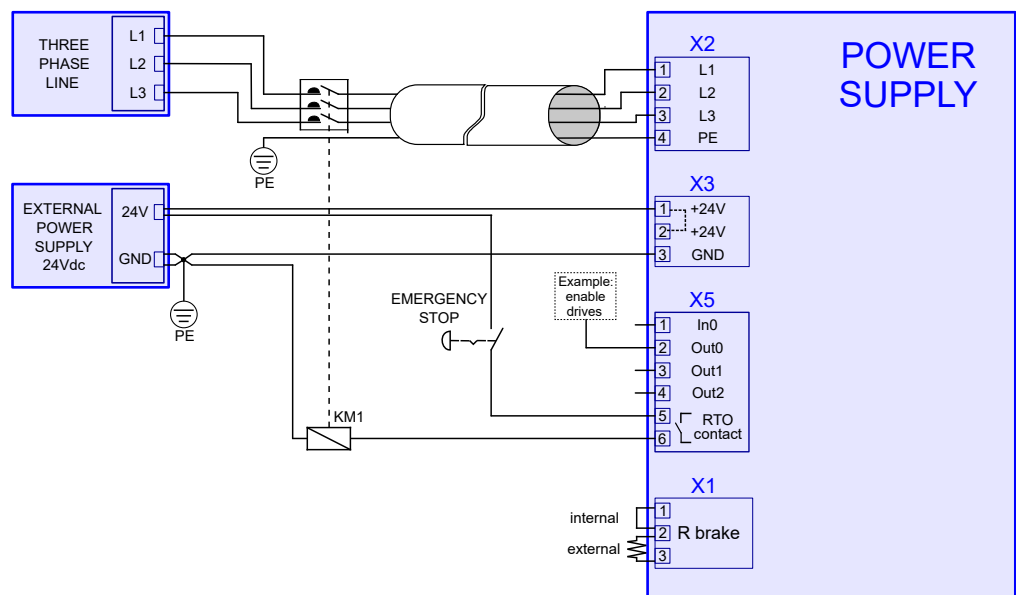 THREE
PHASE
LINE
L1
L2
L3
PE
EXTERNAL
POWER
SUPPLY
24Vdc
24V
GND
PE
EMERGENCY
STOP
KM1
Example:
enable
drives
POWER
SUPPLY
X2
1 L1
2 L2
3 L3
4 PE
X3
1 +24V
2 +24V
3 GND
X5
1 In0
2 Out0
3 Out1
4 Out2
5 RTO
6 contact
X1
internal
external
1
2 R brake
3